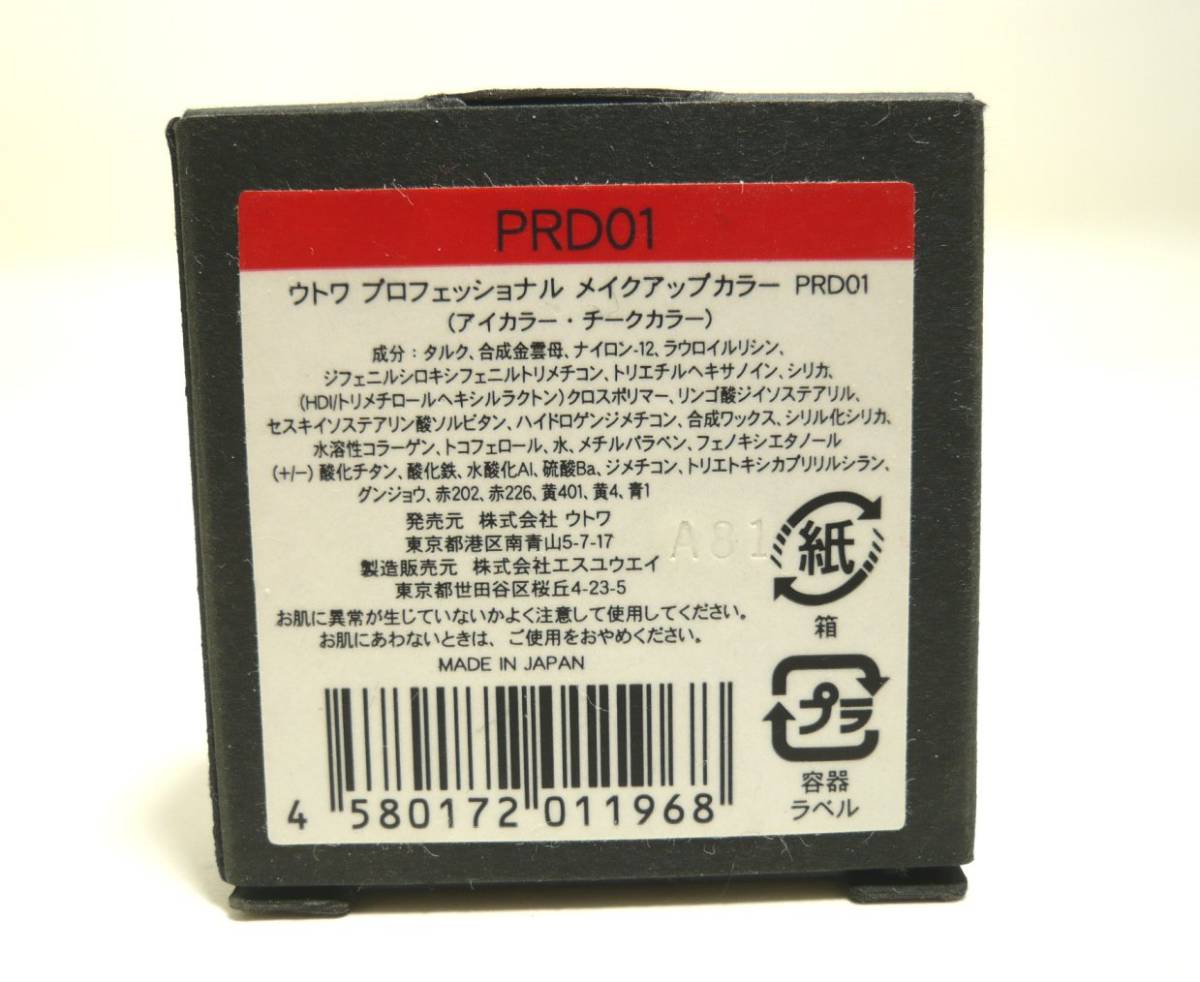 PRD01
ウトワ プロフェッショナル メイクアップカラー PRD01
(アイカラー・チークカラー)
成分：タルク、合成金雲母、ナイロン-12、ラウロイルリシン、
ジフェニルシロキシフェニルトリメチコン、トリエチルヘキサノイン、シリカ、
(HDI/トリメチロールヘキシルラクトン)クロスポリマー、リンゴ酸ジイソステアリル、
セスキイソステアリン酸ソルビタン、ハイドロゲンジメチコン、合成ワックス、シリル化シリカ、
水溶性コラーゲン、トコフェロール、水、メチルパラベン、フェノキシエタノール
(+/-) 酸化チタン、酸化鉄、水酸化Al、硫酸Ba、ジメチコン、トリエトキシカプリリルシラン、
グンジョウ、赤202、赤226、黄401、黄4、青1
発売元 株式会社 ウトワ
東京都港区南青山5-7-17
製造販売元 株式会社エスユウエイ
東京都世田谷区桜丘4-23-5
A81
お肌に異常が生じていないかよく注意して使用してください。
お肌にあわないときは、ご使用をおやめください。
MADE IN JAPAN
4 580172 011968
紙
箱
プラ
容器
ラベル